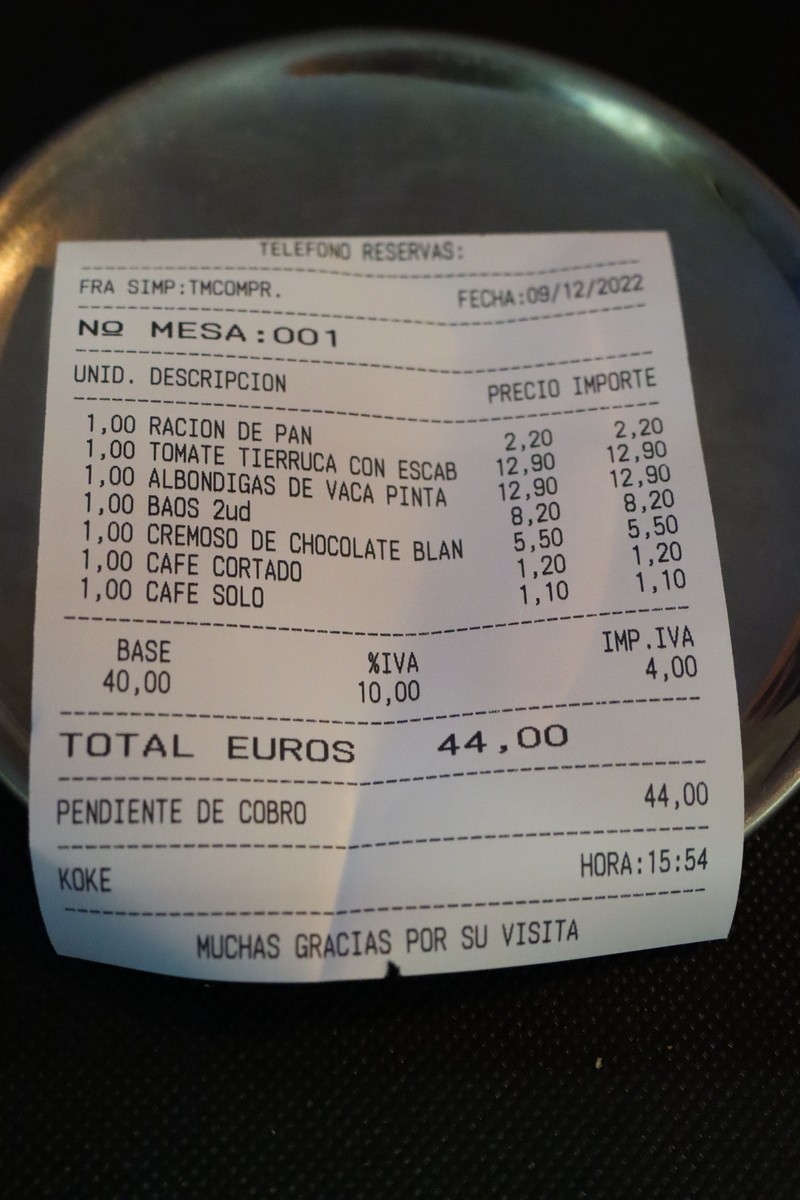 TELEFONO RESERVAS:
FRA SIMP:TMCOMPR. FECHA:09/12/2022
Nº MESA:001
UNID. DESCRIPCION PRECIO IMPORTE
1,00 RACION DE PAN 2,20 2,20
1,00 TOMATE TIERRUCA CON ESCAB 12,90 12,90
1,00 ALBONDIGAS DE VACA PINTA 12,90 12,90
1,00 BAOS 2ud 8,20 8,20
1,00 CREMOSO DE CHOCOLATE BLAN 5,50 5,50
1,00 CAFE CORTADO 1,20 1,20
1,00 CAFE SOLO 1,10 1,10
BASE %IVA IMP.IVA
40,00 10,00 4,00
TOTAL EUROS 44,00
PENDIENTE DE COBRO 44,00
KOKE HORA:15:54
MUCHAS GRACIAS POR SU VISITA